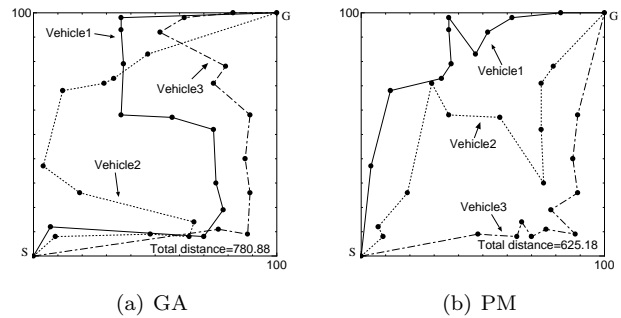 100
G
Vehicle1
Vehicle3
Vehicle2
S
Total distance=780.88
100
(a) GA
100
G
Vehicle1
Vehicle2
Vehicle3
S
Total distance=625.18
100
(b) PM